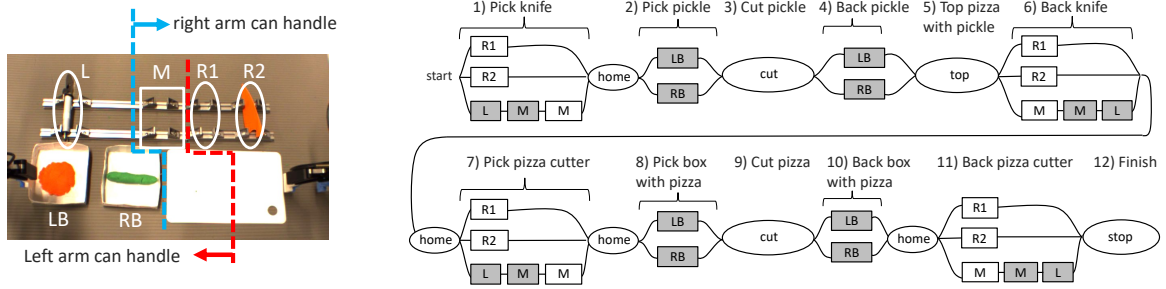 right arm can handle
L
M
R1
R2
LB
RB
Left arm can handle
1) Pick knife
2) Pick pickle
3) Cut pickle
4) Back pickle
5) Top pizza
with pickle
6) Back knife
start
R1
R2
L
M
M
home
LB
RB
cut
LB
RB
top
R1
R2
M
M
L
7) Pick pizza cutter
8) Pick box
with pizza
9) Cut pizza
10) Back box
with pizza
11) Back pizza cutter
12) Finish
home
R1
R2
L
M
M
home
LB
RB
cut
LB
RB
home
R1
R2
M
M
L
stop